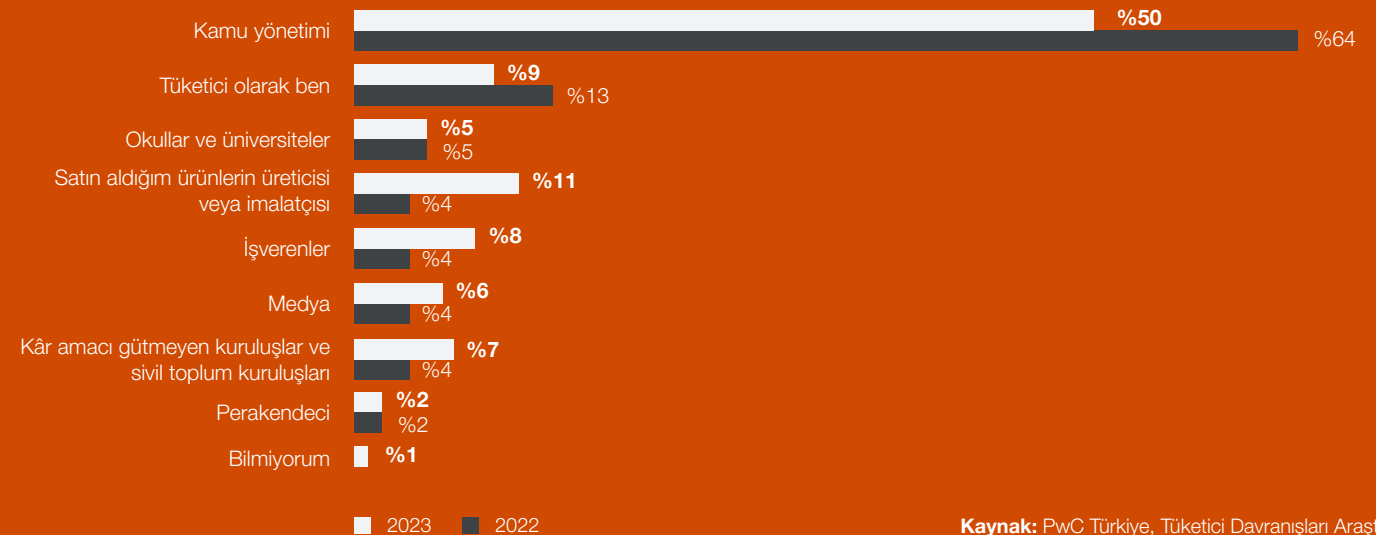 Kamu yönetimi
%50
%64
Tüketici olarak ben
%9
%13
Okullar ve üniversiteler
%5
%5
Satın aldığım ürünlerin üreticisi
veya imalatçısı
%11
%4
İşverenler
%8
%4
Medya
%6
%4
Kâr amacı gütmeyen kuruluşlar ve
sivil toplum kuruluşları
%7
%4
Perakendeci
%2
%2
Bilmiyorum
%1
2023 2022
Kaynak: PwC Türkiye, Tüketici Davranışları Araşt